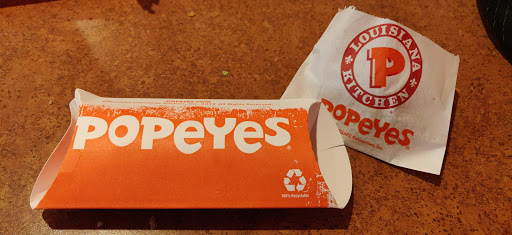 POPEYES
100% Recyclable
LOUISIANA
P
KITCHEN
POPEYES